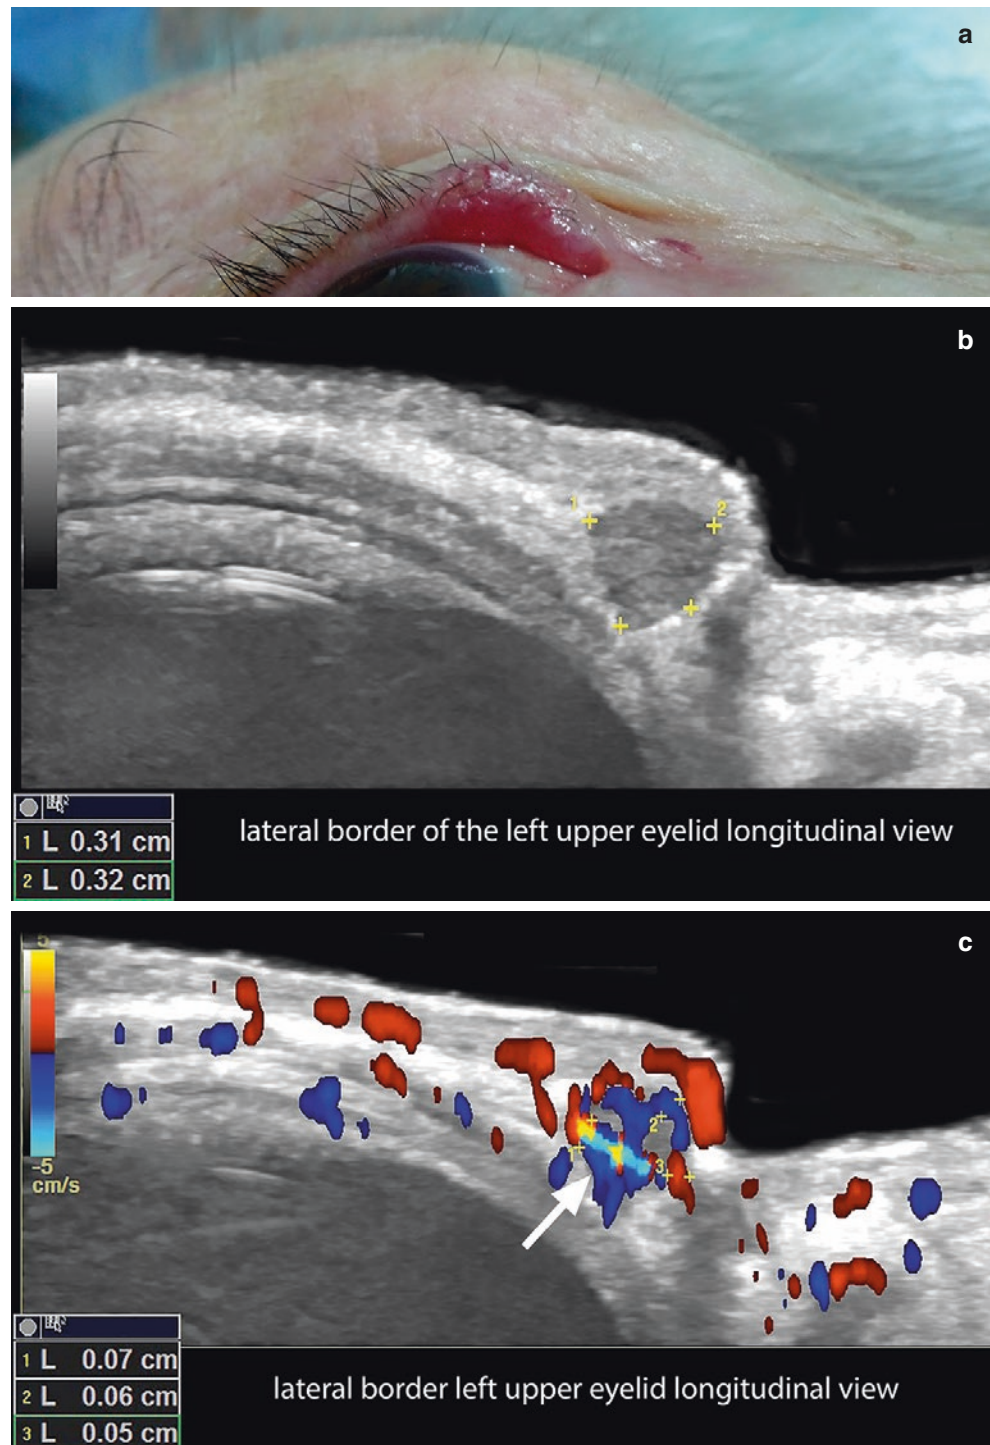 a
b
1
2
1 L 0.31 cm
2 L 0.32 cm
lateral border of the left upper eyelid longitudinal view
c
5
-5
cm/s
1
2
3
1 L 0.07 cm
2 L 0.06 cm
3 L 0.05 cm
lateral border left upper eyelid longitudinal view